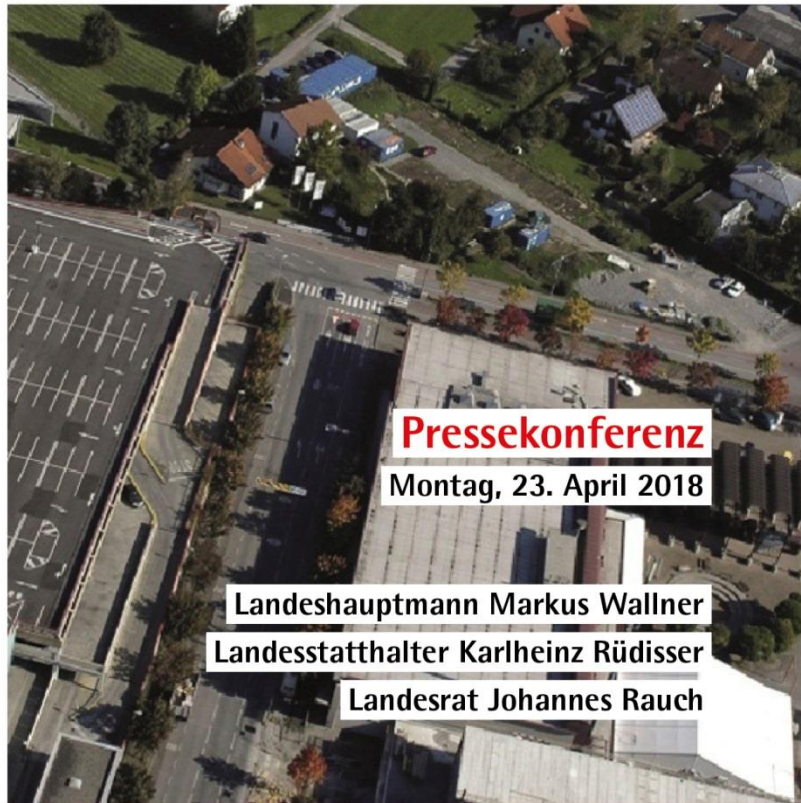 Pressekonferenz
Montag, 23. April 2018
Landeshauptmann Markus Wallner
Landesstatthalter Karlheinz Rüdisser
Landesrat Johannes Rauch